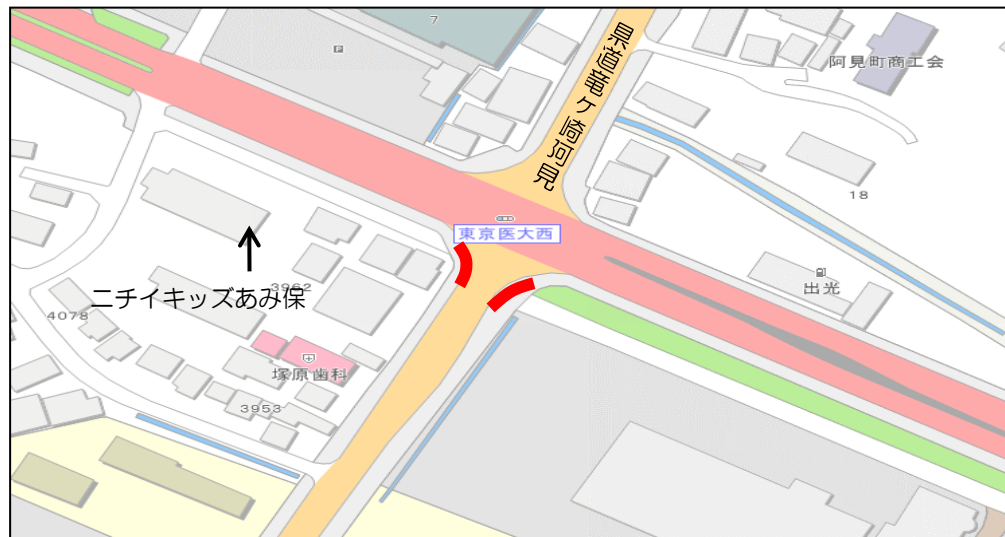 7
P
県道竜ヶ崎阿見
阿見町商工会
18
東京医大西
出光
ニチイキッズあみ保
3962
4078
塚原歯科
3953